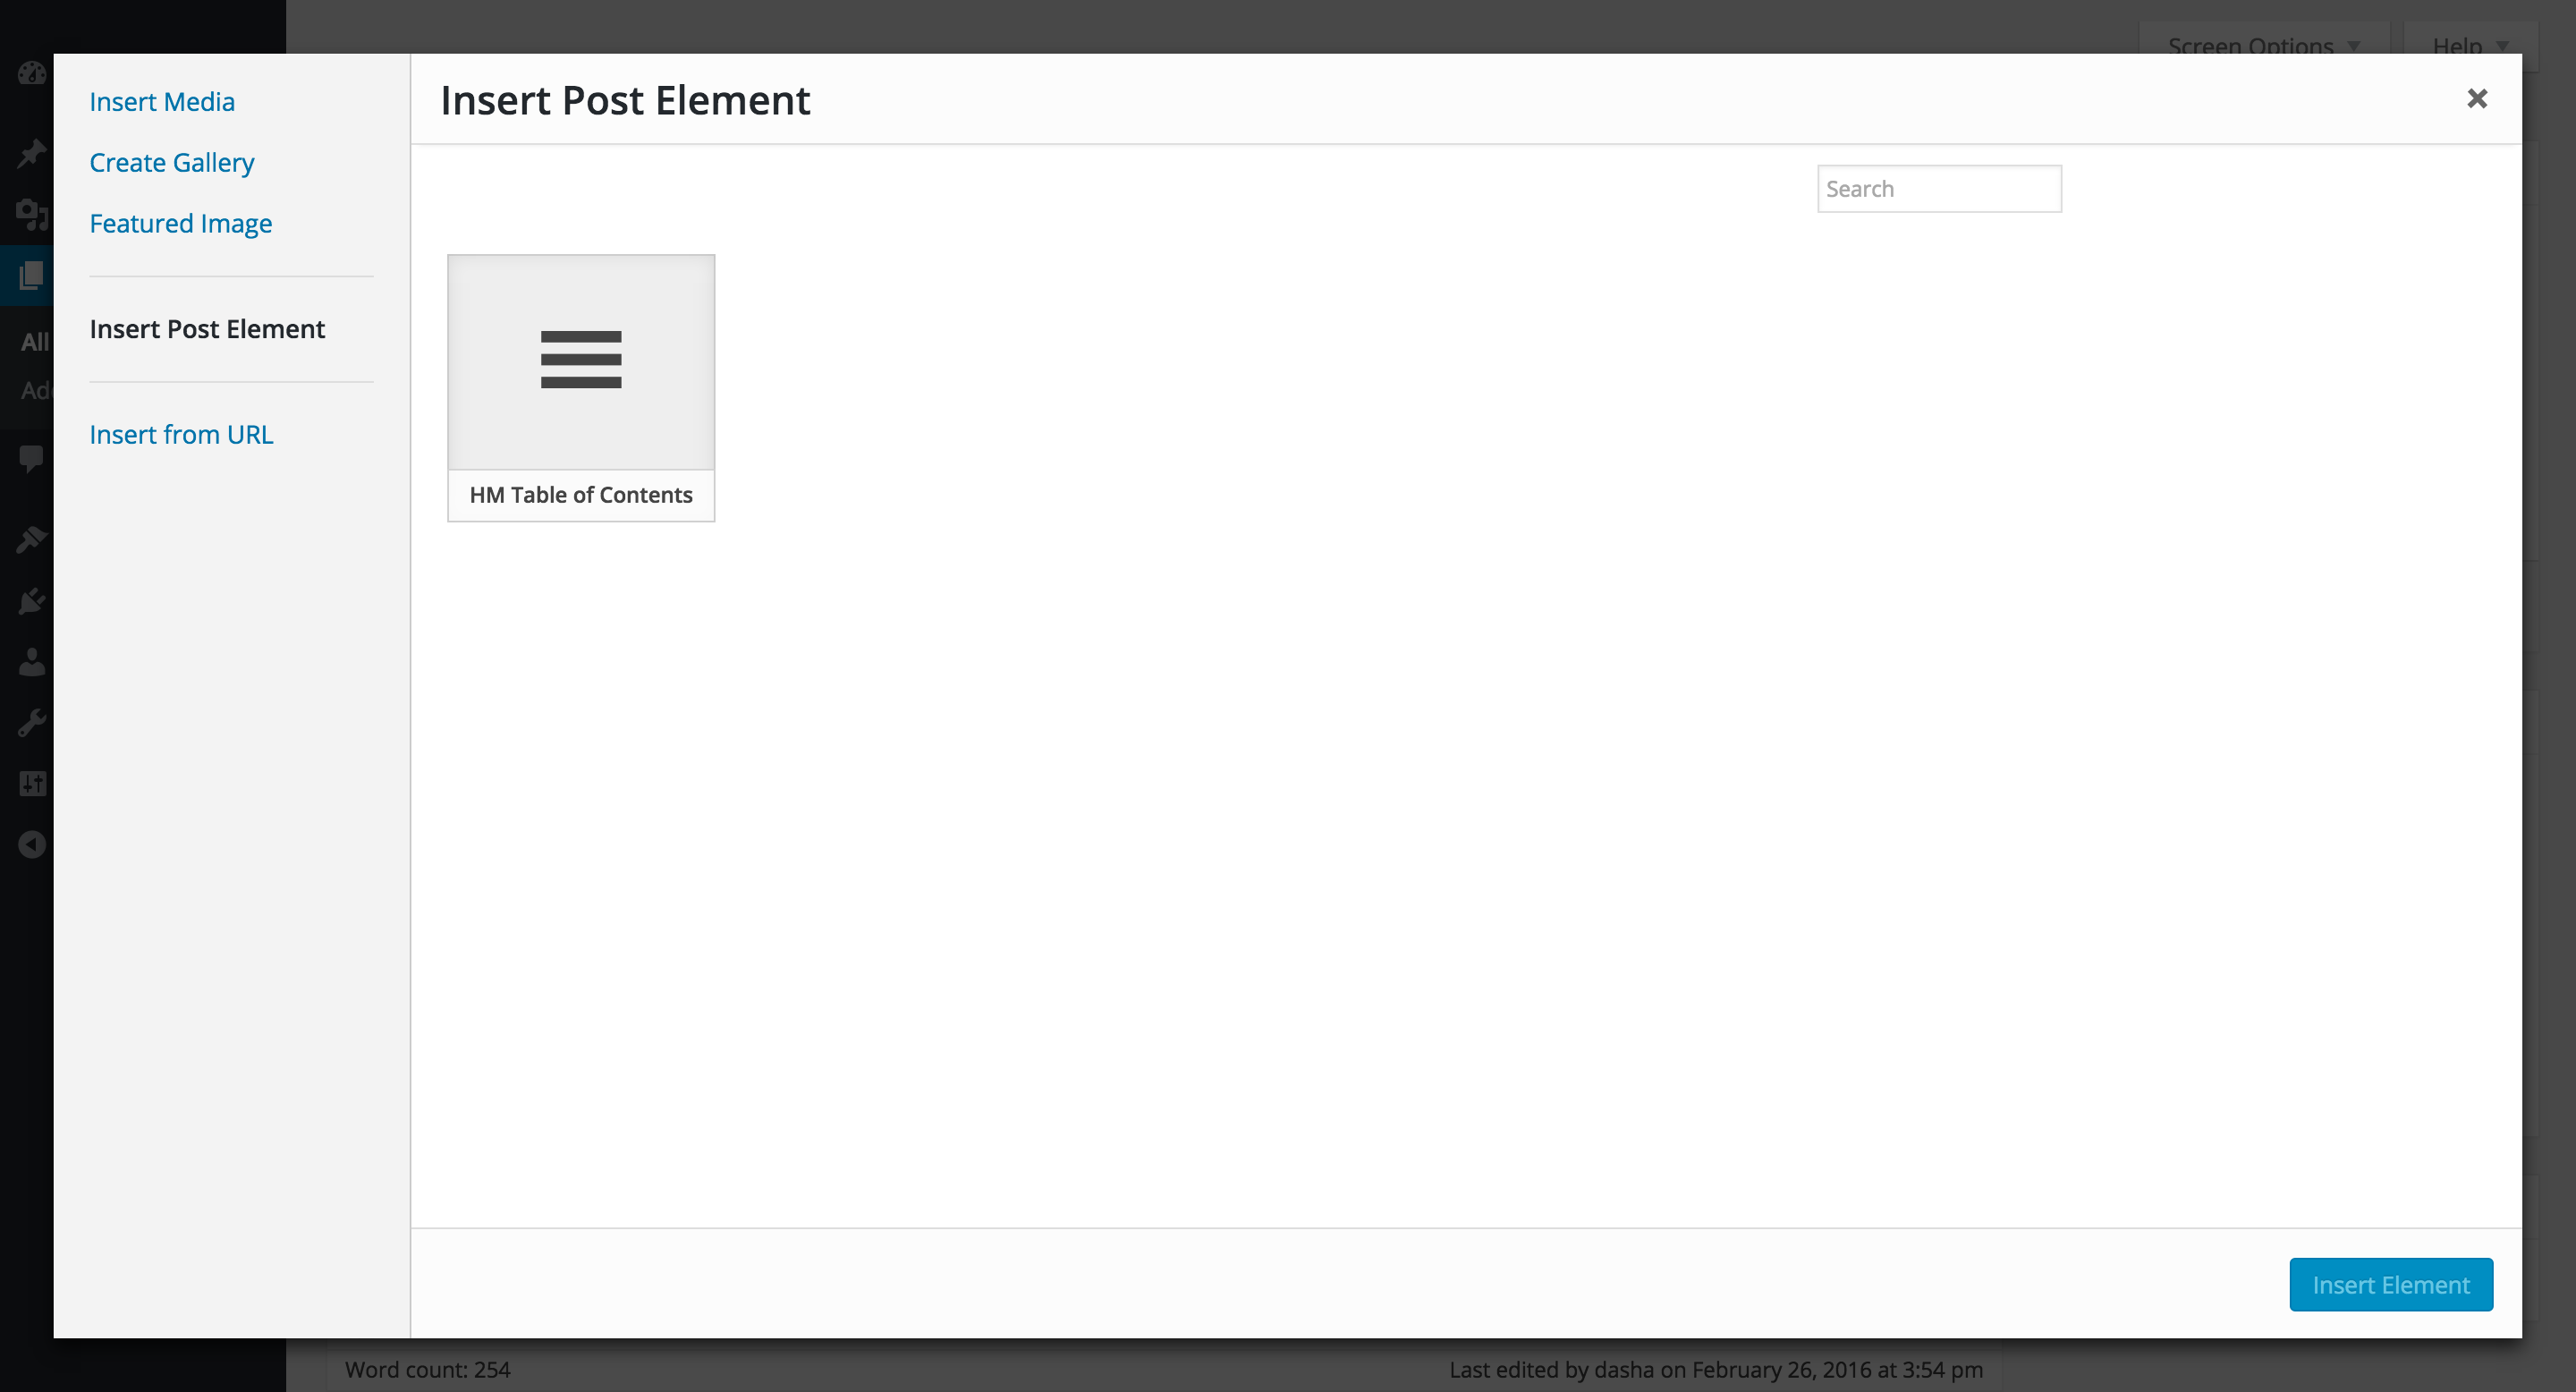 Screen Options
Help
Insert Media
Create Gallery
Featured Image
Insert Post Element
Insert from URL
Insert Post Element
Search
HM Table of Contents
Insert Element
All
Word count: 254
Last edited by dasha on February 26, 2016 at 3:54 pm